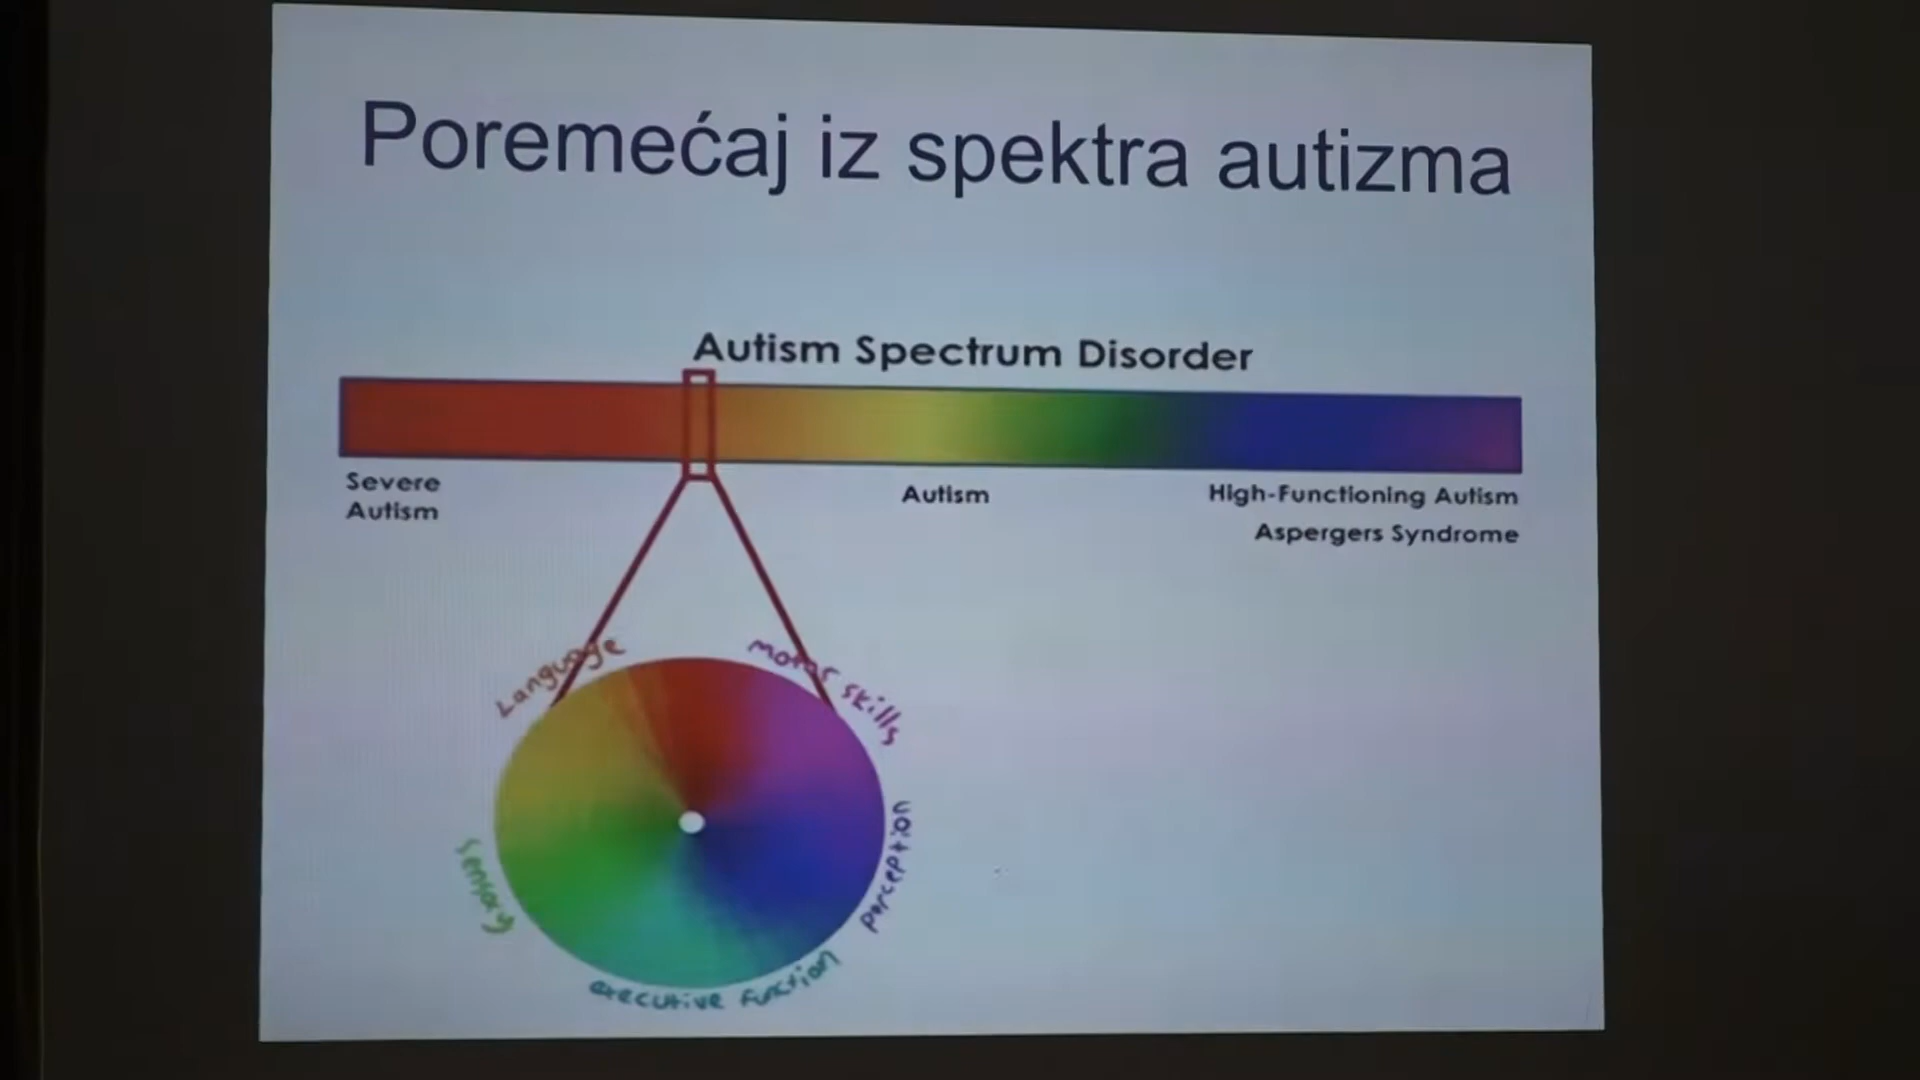 Poremećaj iz spektra autizma
Autism Spectrum Disorder
Severe
Autism
Autism
High-Functioning Autism
Aspergers Syndrome
Language
motor skills
perception
executive function
sensory